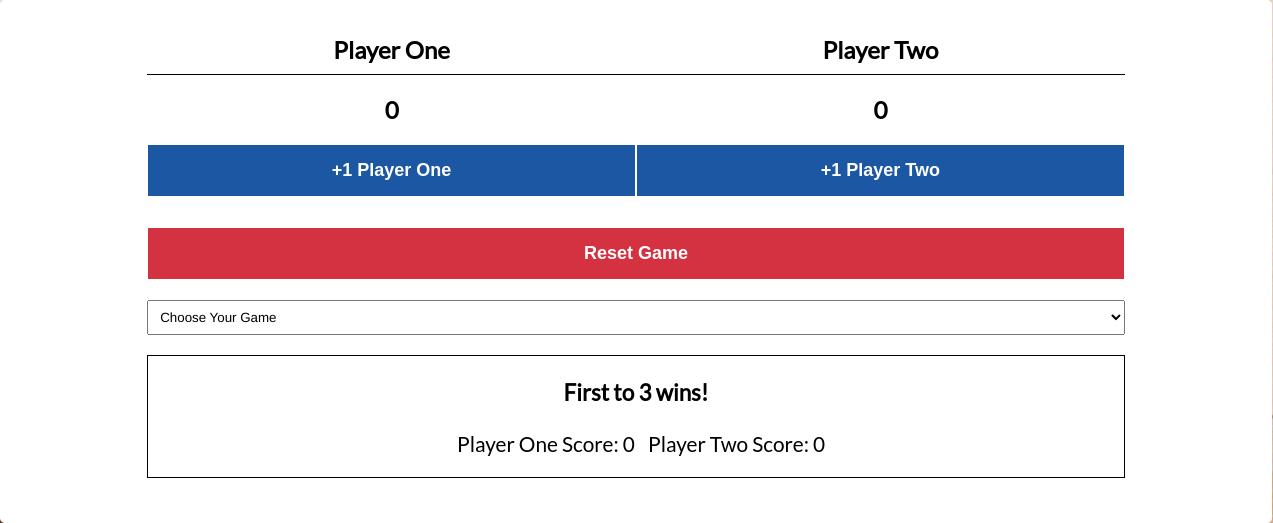 Player One Player Two
0 0
+1 Player One +1 Player Two
Reset Game
Choose Your Game
First to 3 wins!
Player One Score: 0 Player Two Score: 0